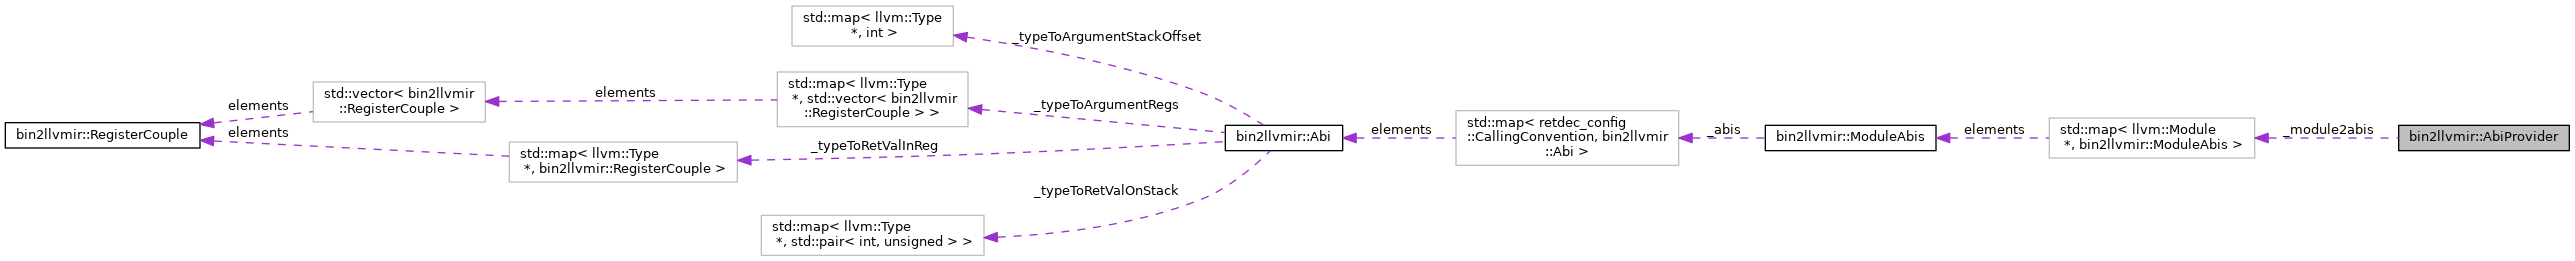 std::map< llvm::Type
*, int >
_typeToArgumentStackOffset
std::map< llvm::Type
*, std::vector< bin2llvmir
::RegisterCouple > >
_typeToArgumentRegs
elements
std::vector< bin2llvmir
::RegisterCouple >
elements
bin2llvmir::RegisterCouple
elements
std::map< llvm::Type
*, bin2llvmir::RegisterCouple >
_typeToRetValInReg
_typeToRetValOnStack
std::map< llvm::Type
*, std::pair< int, unsigned > >
bin2llvmir::Abi
elements
std::map< retdec_config
::CallingConvention, bin2llvmir
::Abi >
_abis
bin2llvmir::ModuleAbis
elements
std::map< llvm::Module
*, bin2llvmir::ModuleAbis >
_module2abis
bin2llvmir::AbiProvider